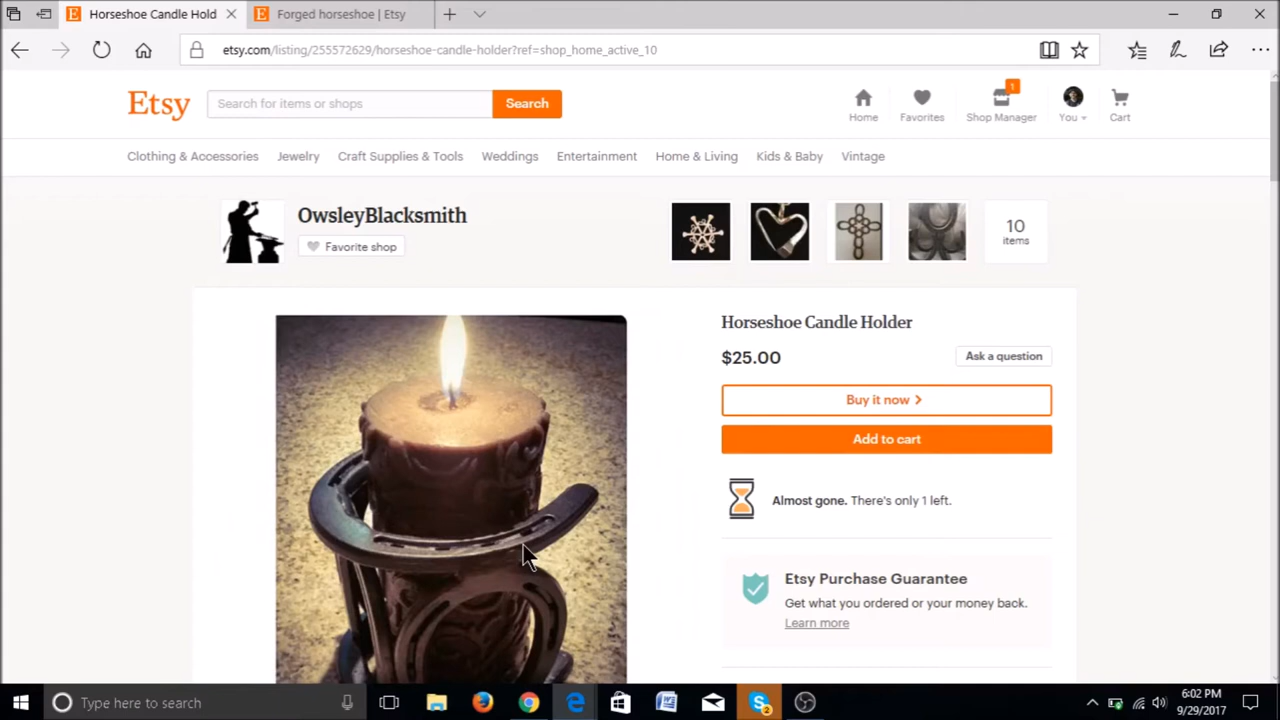 Horseshoe Candle Hold
Forged horseshoe | Etsy
etsy.com/listing/255572629/horseshoe-candle-holder?ref=shop_home_active_10
Etsy
Search for items or shops
Search
Home
Favorites
1
Shop Manager
You
Cart
Clothing & Accessories
Jewelry
Craft Supplies & Tools
Weddings
Entertainment
Home & Living
Kids & Baby
Vintage
OwsleyBlacksmith
Favorite shop
10
items
Horseshoe Candle Holder
$25.00
Ask a question
Buy it now
Add to cart
Almost gone. There's only 1 left.
Etsy Purchase Guarantee
Get what you ordered or your money back.
Learn more
Type here to search
2
6:02 PM
9/29/2017